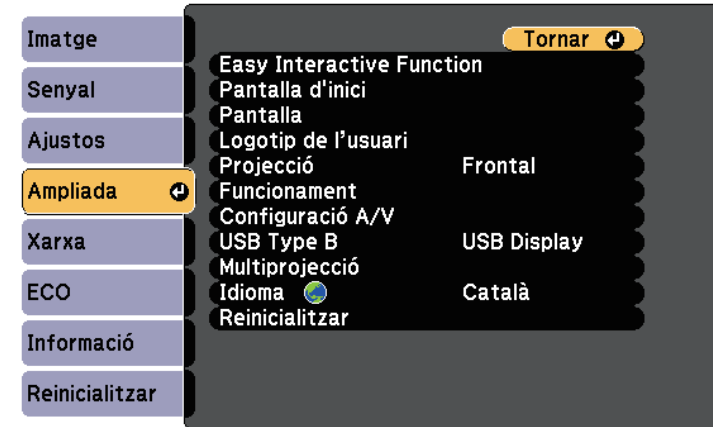 Imatge
Senyal
Ajustos
Ampliada
Xarxa
ECO
Informació
Reinicialitzar
Tornar
Easy Interactive Function
Pantalla d'inici
Pantalla
Logotip de l’usuari
Projecció Frontal
Funcionament
Configuració A/V
USB Type B USB Display
Multiprojecció
Idioma Català
Reinicialitzar